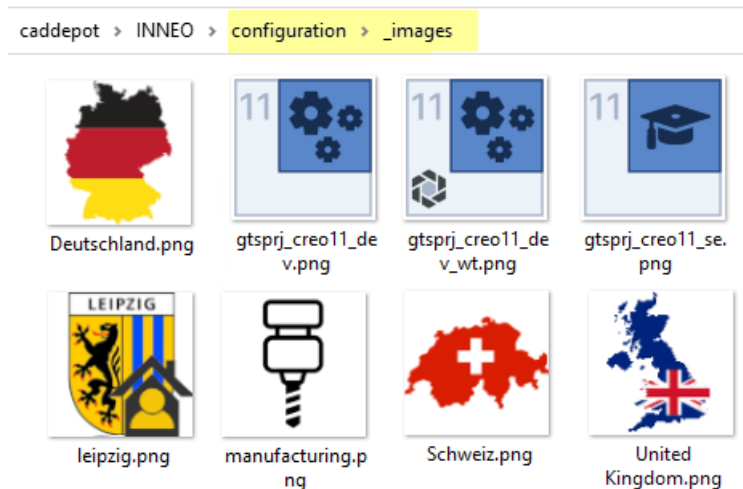 caddepot > INNEO > configuration > _images
11
11
11
Deutschland.png
gtsprj_creo11_de
v.png
gtsprj_creo11_de
v_wt.png
gtsprj_creo11_se.
png
LEIPZIG
leipzig.png
manufacturing.p
ng
Schweiz.png
United
Kingdom.png